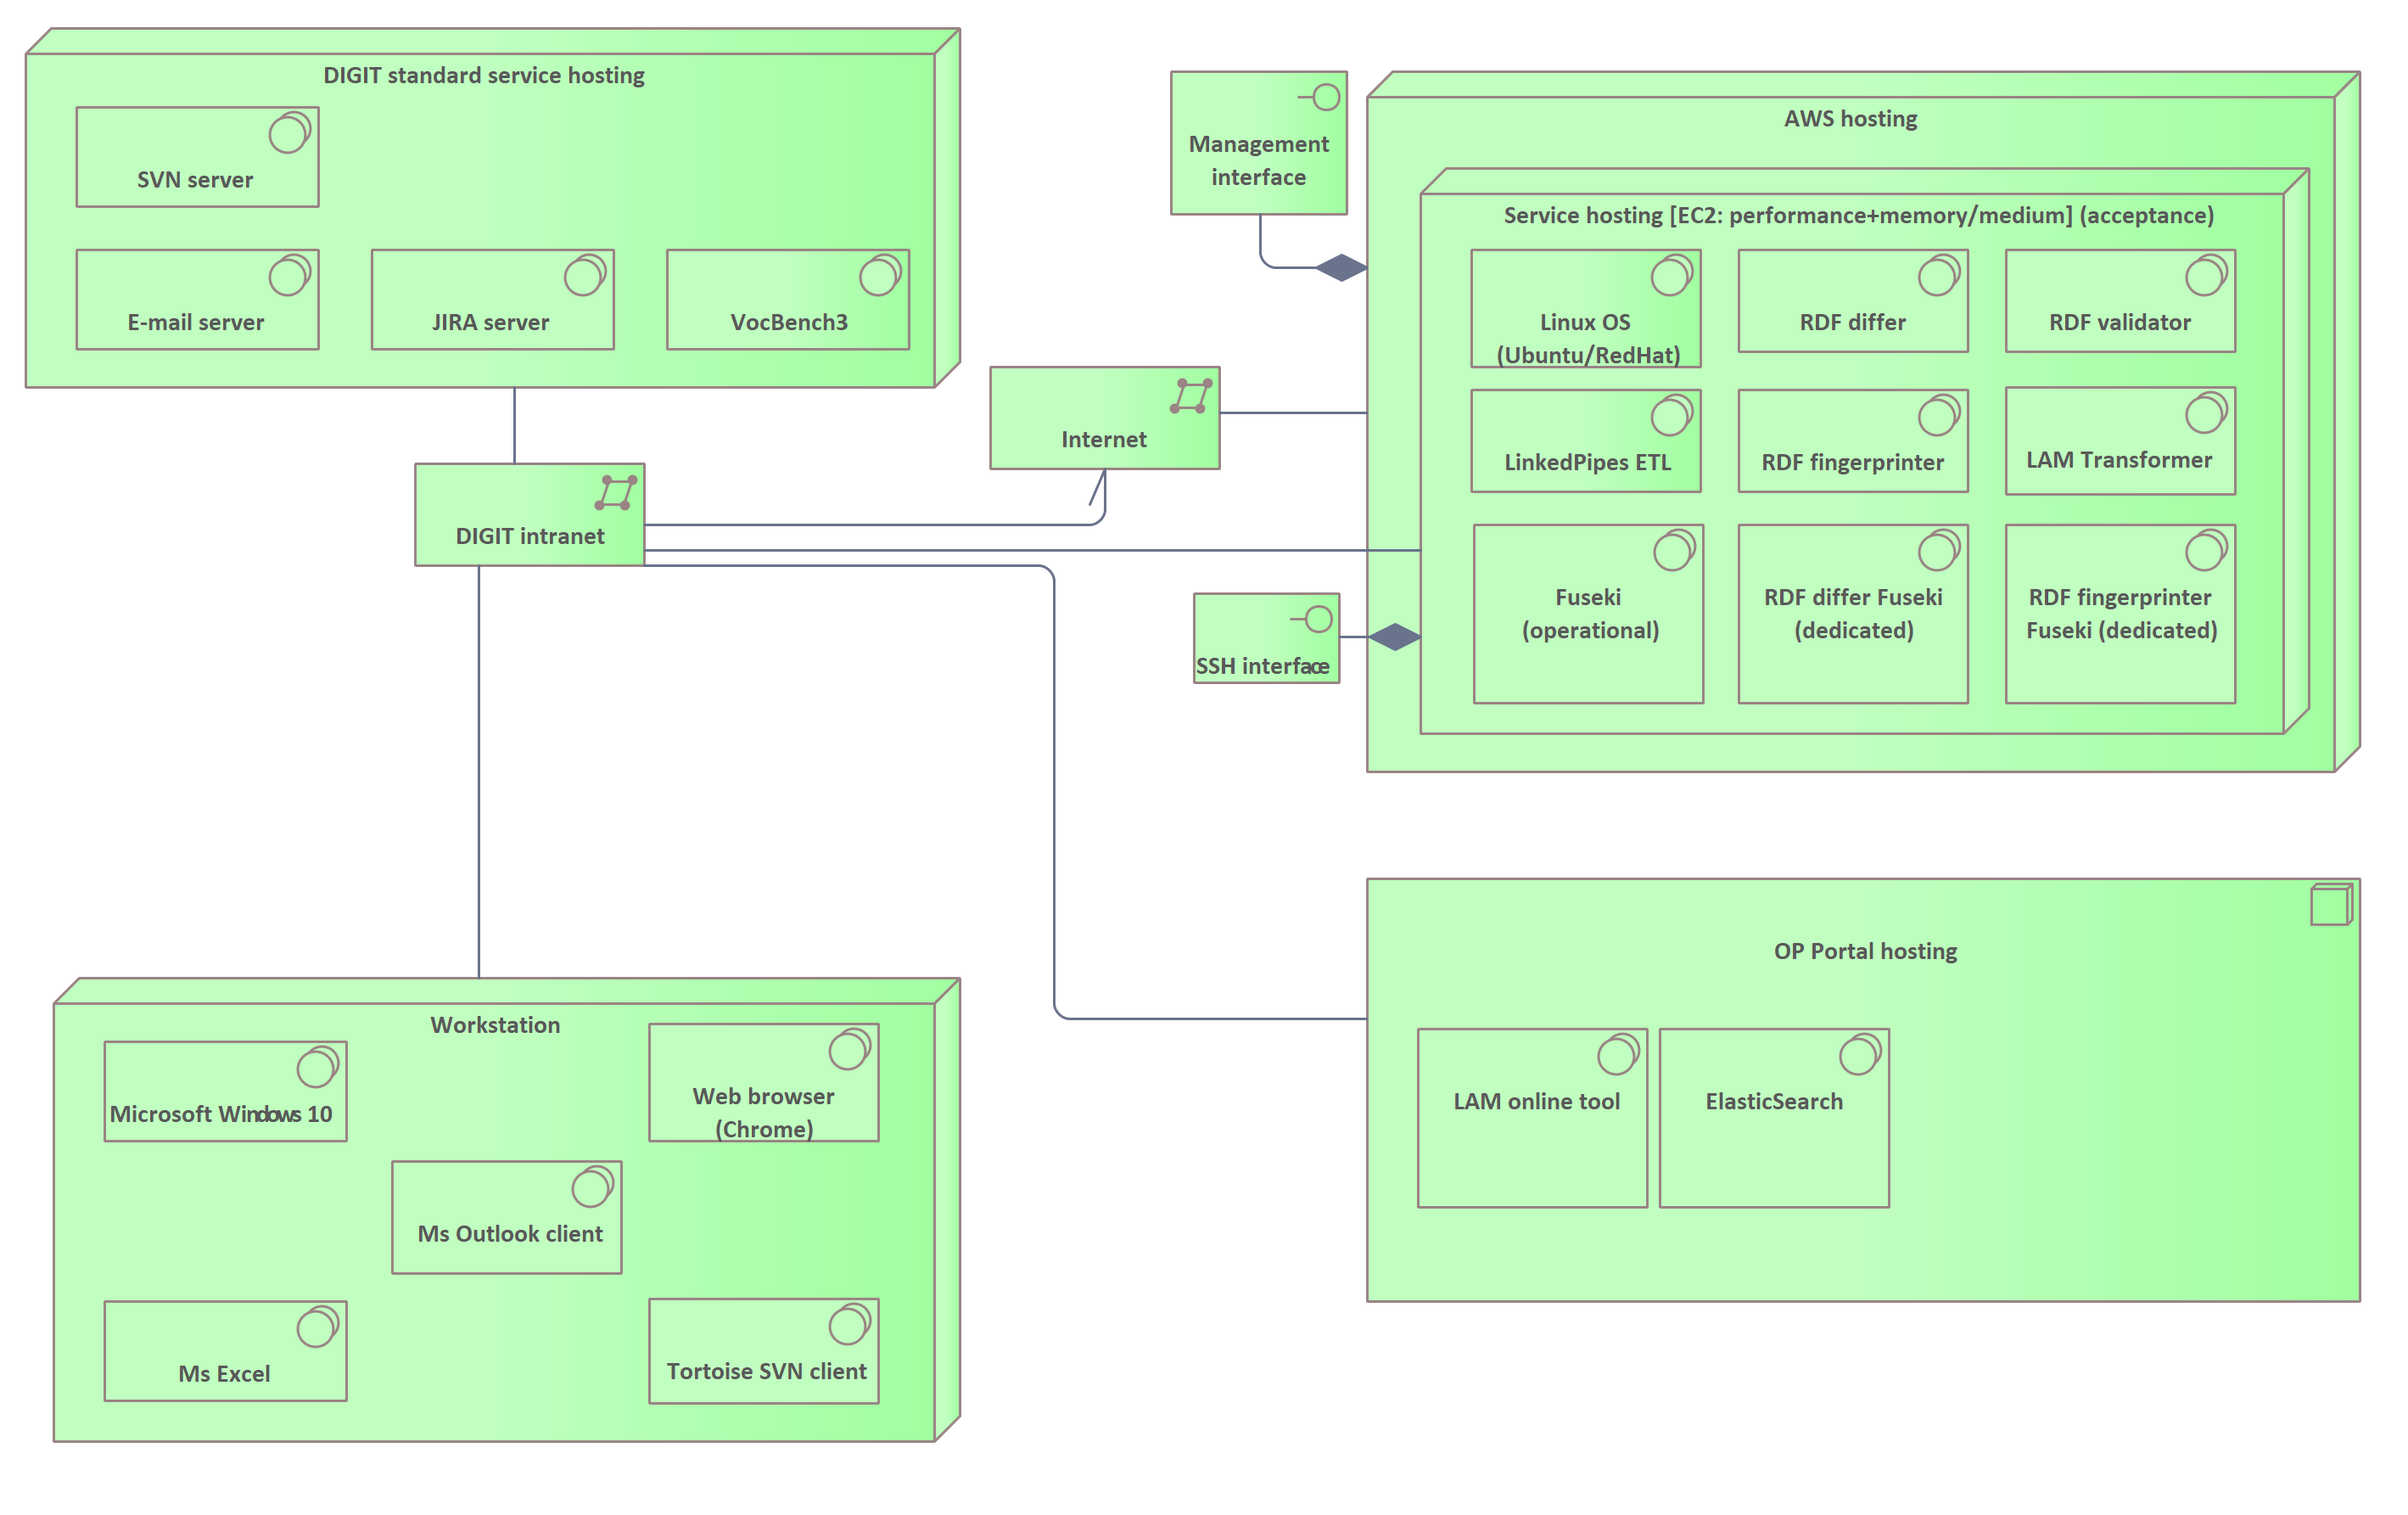 DIGIT standard service hosting
SVN server
E-mail server
JIRA server
VocBench3
Management
interface
AWS hosting
Service hosting [EC2: performance+memory/medium] (acceptance)
Linux OS
(Ubuntu/RedHat)
RDF differ
RDF validator
LinkedPipes ETL
RDF fingerprinter
LAM Transformer
Fuseki
(operational)
RDF differ Fuseki
(dedicated)
RDF fingerprinter
Fuseki (dedicated)
Internet
DIGIT intranet
SSH interface
OP Portal hosting
LAM online tool
ElasticSearch
Workstation
Microsoft Windows 10
Web browser
(Chrome)
Ms Outlook client
Ms Excel
Tortoise SVN client